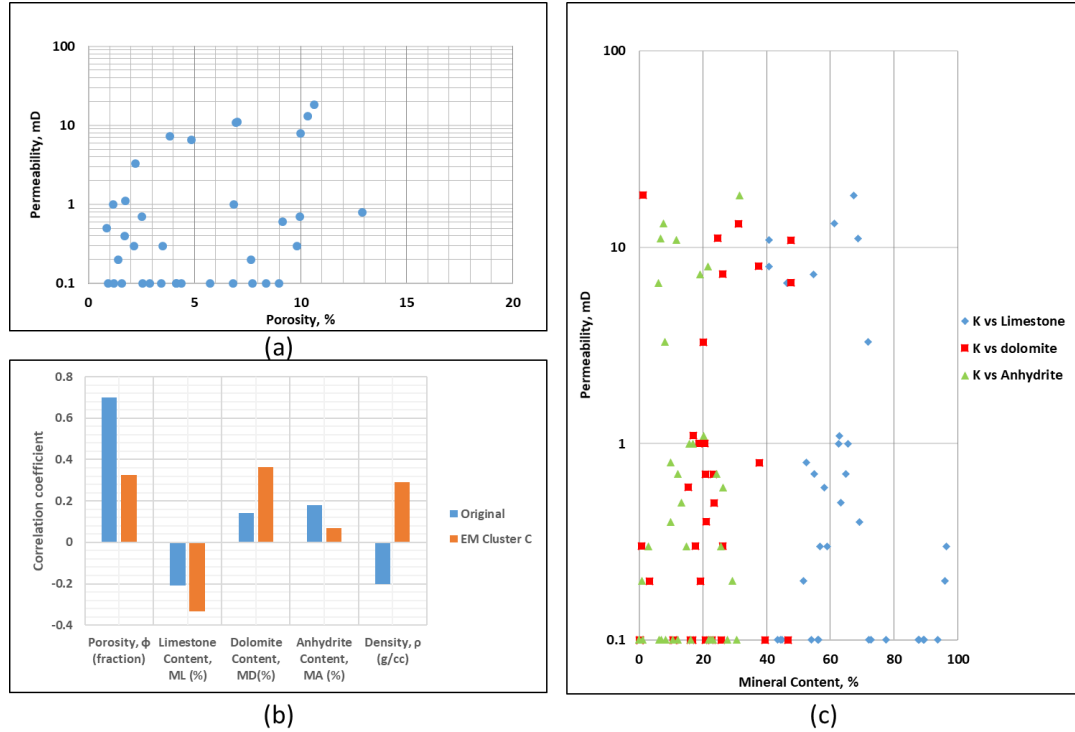 100
10
1
0.1
0
5
10
15
20
Permeability, mD
Porosity, %
(a)
0.8
0.6
0.4
0.2
0
-0.2
-0.4
Correlation coefficient
Porosity, ϕ
(fraction)
Limestone
Content,
ML (%)
Dolomite
Content,
MD(%)
Anhydrite
Content,
MA (%)
Density, ρ
(g/cc)
Original
EM Cluster C
(b)
100
10
1
0.1
0
20
40
60
80
100
Permeability, mD
Mineral Content, %
K vs Limestone
K vs dolomite
K vs Anhydrite
(c)